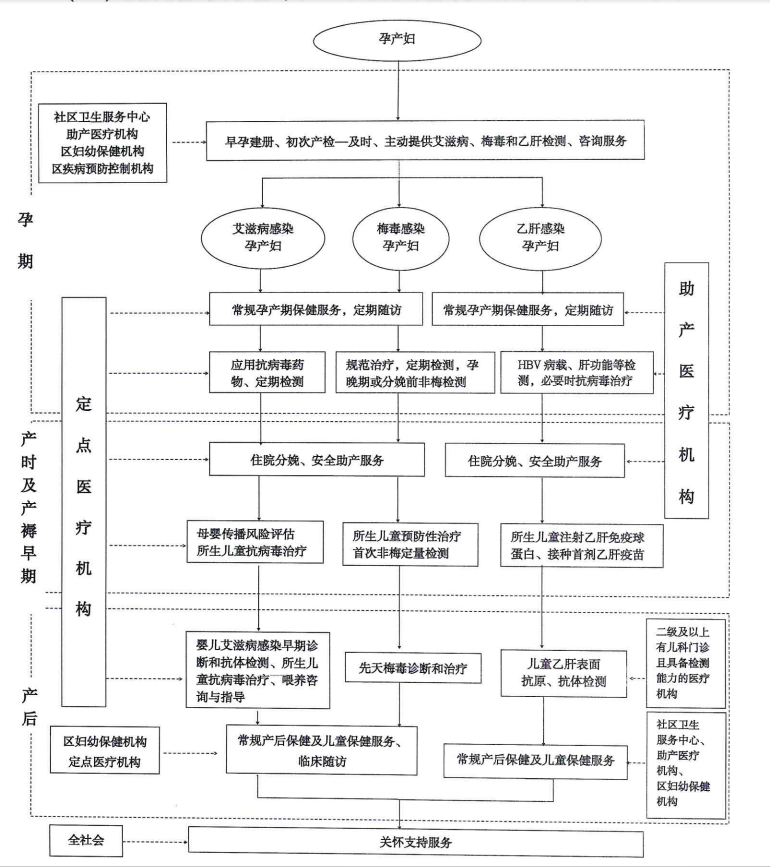 孕产妇
社区卫生服务中心
助产医疗机构
区妇幼保健机构
区疾病预防控制机构
早孕建册、初次产检—及时、主动提供艾滋病、梅毒和乙肝检测、咨询服务
孕期
艾滋病感染
孕产妇
梅毒感染
孕产妇
乙肝感染
孕产妇
常规孕产期保健服务，定期随访
常规孕产期保健服务，定期随访
助产医疗机构
定点医疗机构
应用抗病毒药
物、定期检测
规范治疗，定期检测，孕
晚期或分娩前非梅检测
HBV 病载、肝功能等检
测，必要时抗病毒治疗
产时及产褥早期
住院分娩、安全助产服务
住院分娩、安全助产服务
母婴传播风险评估
所生儿童抗病毒治疗
所生儿童预防性治疗
首次非梅定量检测
所生儿童注射乙肝免疫球
蛋白、接种首剂乙肝疫苗
产后
婴儿艾滋病感染早期诊
断和抗体检测、所生儿
童抗病毒治疗、喂养咨
询与指导
先天梅毒诊断和治疗
儿童乙肝表面
抗原、抗体检测
二级及以上
有儿科门诊
且具备检测
能力的医疗
机构
区妇幼保健机构
定点医疗机构
常规产后保健及儿童保健服务、
临床随访
常规产后保健及儿童保健服务
社区卫生
服务中心、
助产医疗
机构、
区妇幼保健
机构
全社会
关怀支持服务